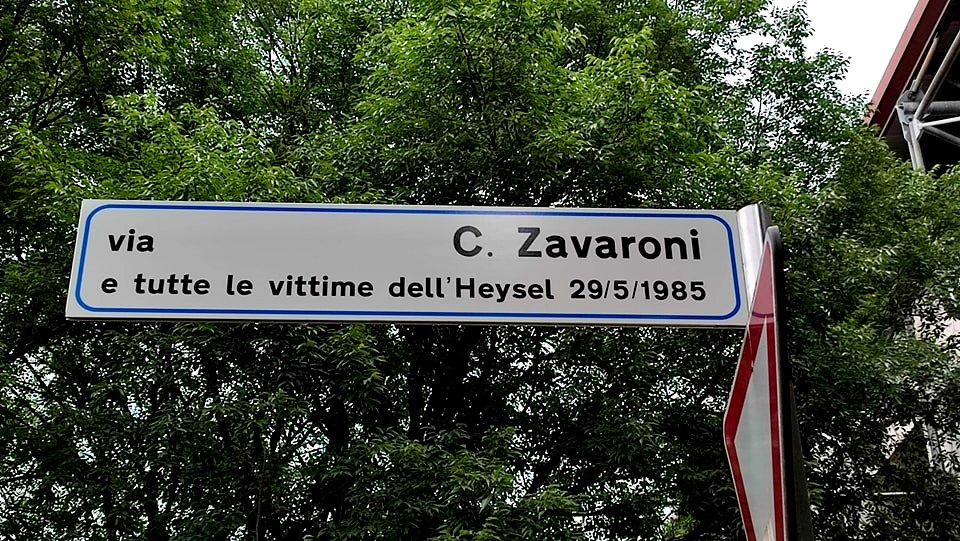 via C. Zavaroni
e tutte le vittime dell'Heysel 29/5/1985